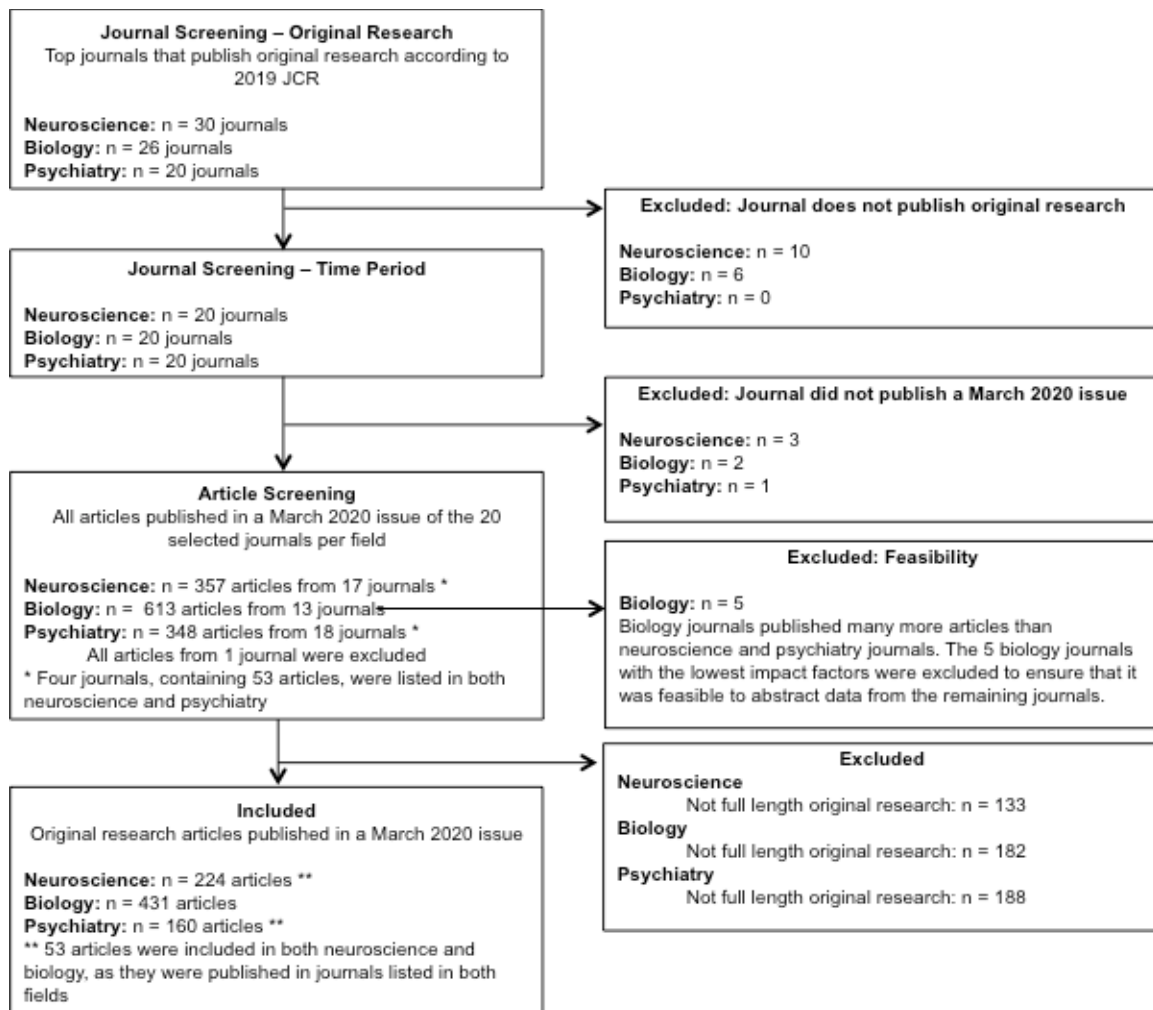 Journal Screening – Original Research
Top journals that publish original research according to
2019 JCR
Neuroscience: n = 30 journals
Biology: n = 26 journals
Psychiatry: n = 20 journals
Excluded: Journal does not publish original research
Neuroscience: n = 10
Biology: n = 6
Psychiatry: n = 0
Journal Screening – Time Period
Neuroscience: n = 20 journals
Biology: n = 20 journals
Psychiatry: n = 20 journals
Excluded: Journal did not publish a March 2020 issue
Neuroscience: n = 3
Biology: n = 2
Psychiatry: n = 1
Article Screening
All articles published in a March 2020 issue of the 20
selected journals per field
Neuroscience: n = 357 articles from 17 journals *
Biology: n = 613 articles from 13 journals
Psychiatry: n = 348 articles from 18 journals *
All articles from 1 journal were excluded
* Four journals, containing 53 articles, were listed in both
neuroscience and psychiatry
Excluded: Feasibility
Biology: n = 5
Biology journals published many more articles than
neuroscience and psychiatry journals. The 5 biology journals
with the lowest impact factors were excluded to ensure that it
was feasible to abstract data from the remaining journals.
Excluded
Neuroscience
Not full length original research: n = 133
Biology
Not full length original research: n = 182
Psychiatry
Not full length original research: n = 188
Included
Original research articles published in a March 2020 issue
Neuroscience: n = 224 articles **
Biology: n = 431 articles
Psychiatry: n = 160 articles **
** 53 articles were included in both neuroscience and
biology, as they were published in journals listed in both
fields